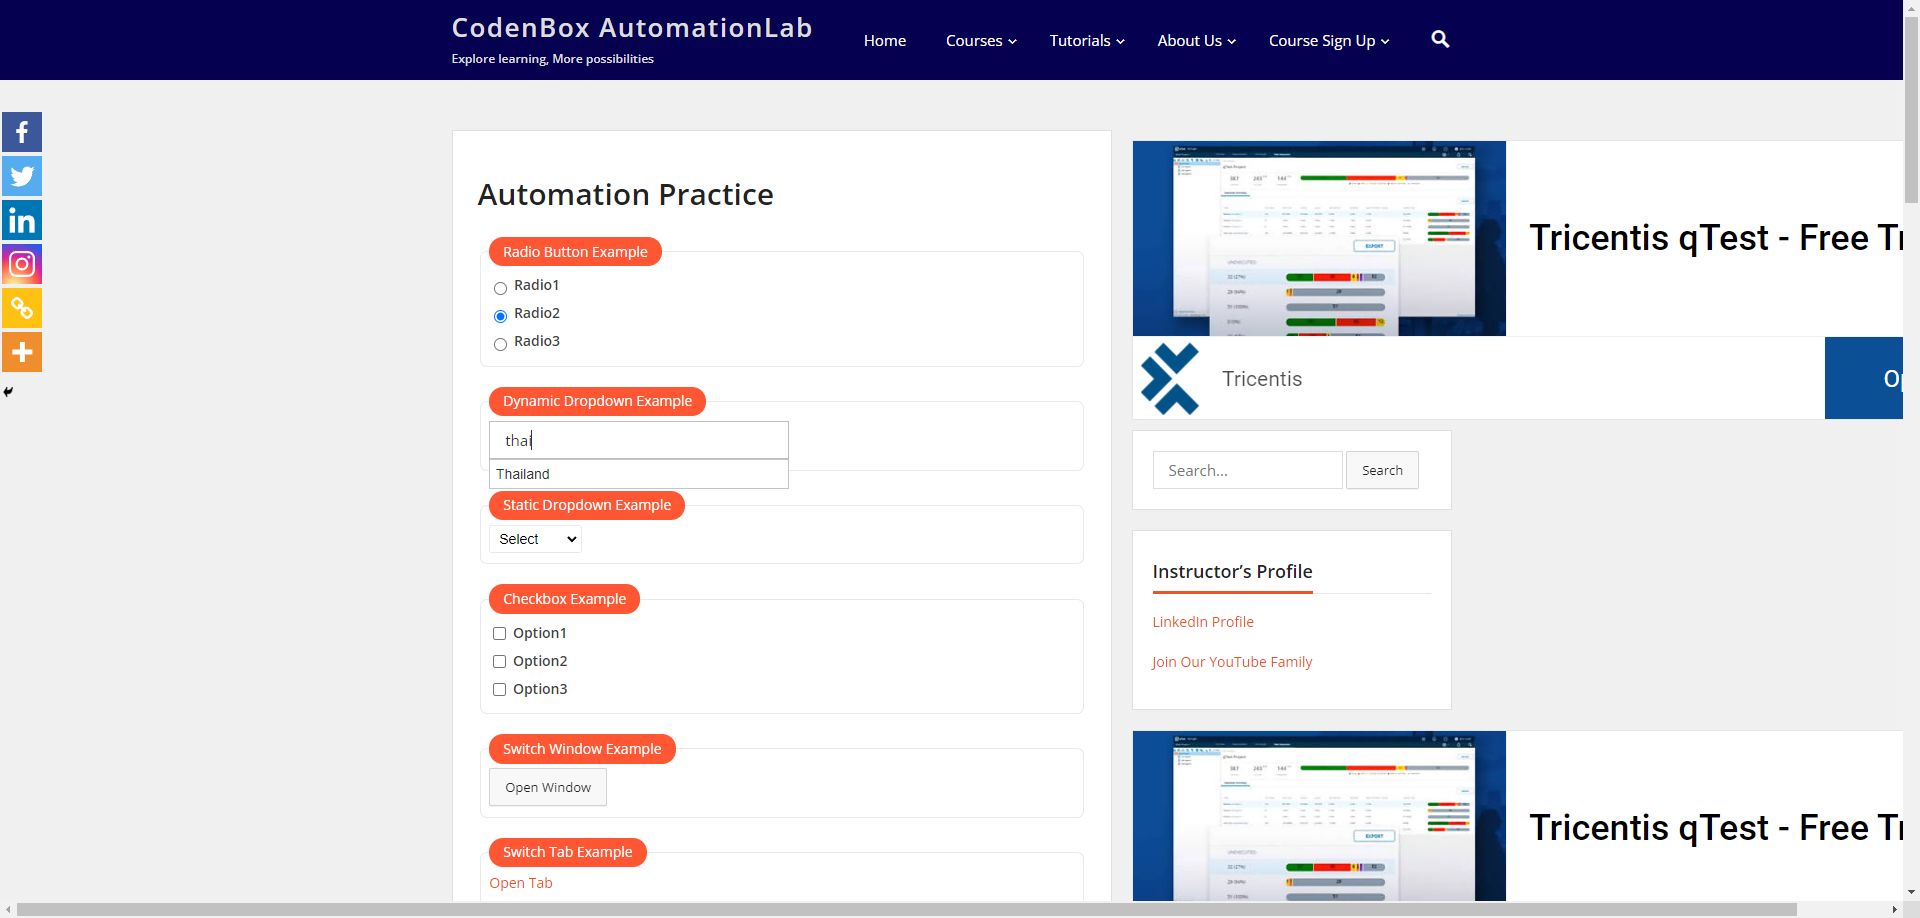 CodenBox AutomationLab
Explore learning, More possibilities
Home
Courses
Tutorials
About Us
Course Sign Up
Automation Practice
Radio Button Example
Radio1
Radio2
Radio3
Dynamic Dropdown Example
thai
Thailand
Static Dropdown Example
Select
Checkbox Example
Option1
Option2
Option3
Switch Window Example
Open Window
Switch Tab Example
Open Tab
EXPORT
Tricentis qTest - Free Tr
Tricentis
Op
Search...
Search
Instructor’s Profile
LinkedIn Profile
Join Our YouTube Family
EXPORT
Tricentis qTest - Free Tr